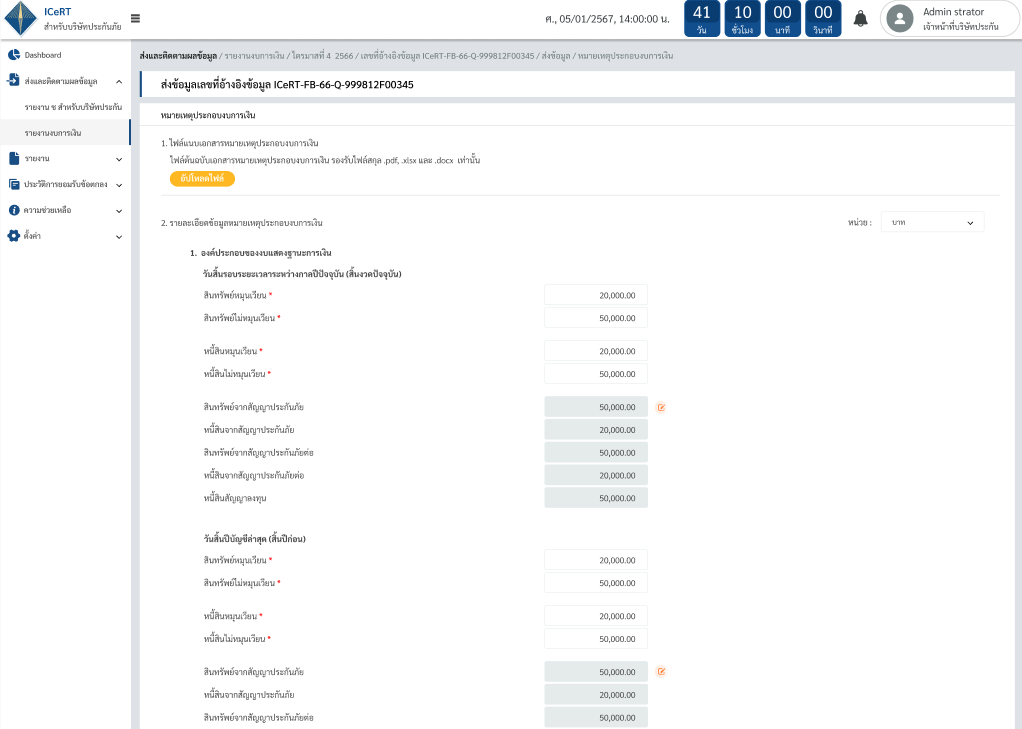 ICeRT
สำหรับบริษัทประกันภัย
ศ., 05/01/2567, 14:00:00 น.
41
วัน
10
ชั่วโมง
00
นาที
00
วินาที
Admin strator
เจ้าหน้าที่บริษัทประกัน
Dashboard
ส่งและติดตามผลข้อมูล
รายงาน ช สำหรับบริษัทประกัน
รายงานงบการเงิน
รายงาน
ประวัติการยอมรับข้อตกลง
ความช่วยเหลือ
ตั้งค่า
ส่งและติดตามผลข้อมูล / รายงานงบการเงิน / ไตรมาสที่ 4 2566 / เลขที่อ้างอิงข้อมูล ICeRT-FB-66-Q-999812F00345 / ส่งข้อมูล / หมายเหตุประกอบงบการเงิน
ส่งข้อมูลเลขที่อ้างอิงข้อมูล ICeRT-FB-66-Q-999812F00345
หมายเหตุประกอบงบการเงิน
1. ไฟล์แนบเอกสารหมายเหตุประกอบงบการเงิน
ไฟล์ต้นฉบับเอกสารหมายเหตุประกอบงบการเงิน รองรับไฟล์สกุล .pdf, .xlsx และ .docx เท่านั้น
อัปโหลดไฟล์
2. รายละเอียดข้อมูลหมายเหตุประกอบงบการเงิน
หน่วย : บาท
1. องค์ประกอบของงบแสดงฐานะการเงิน
วันสิ้นรอบระยะเวลาระหว่างกาลปีปัจจุบัน (สิ้นงวดปัจจุบัน)
สินทรัพย์หมุนเวียน * 20,000.00
สินทรัพย์ไม่หมุนเวียน * 50,000.00
หนี้สินหมุนเวียน * 20,000.00
หนี้สินไม่หมุนเวียน * 50,000.00
สินทรัพย์จากสัญญาประกันภัย 50,000.00
หนี้สินจากสัญญาประกันภัย 20,000.00
สินทรัพย์จากสัญญาประกันภัยต่อ 50,000.00
หนี้สินจากสัญญาประกันภัยต่อ 20,000.00
หนี้สินสัญญาลงทุน 50,000.00
วันสิ้นปีบัญชีล่าสุด (สิ้นปีก่อน)
สินทรัพย์หมุนเวียน * 20,000.00
สินทรัพย์ไม่หมุนเวียน * 50,000.00
หนี้สินหมุนเวียน * 20,000.00
หนี้สินไม่หมุนเวียน * 50,000.00
สินทรัพย์จากสัญญาประกันภัย 50,000.00
หนี้สินจากสัญญาประกันภัย 20,000.00
สินทรัพย์จากสัญญาประกันภัยต่อ 50,000.00